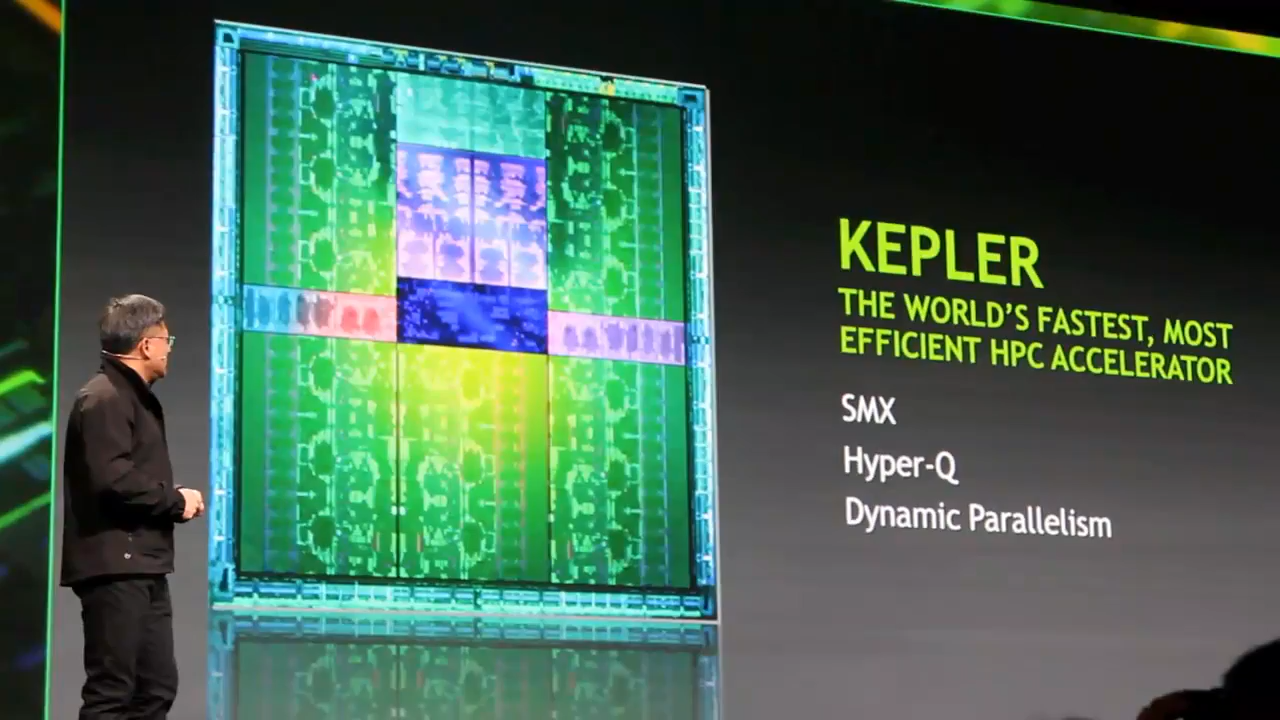 KEPLER
THE WORLD'S FASTEST, MOST
EFFICIENT HPC ACCELERATOR
SMX
Hyper-Q
Dynamic Parallelism